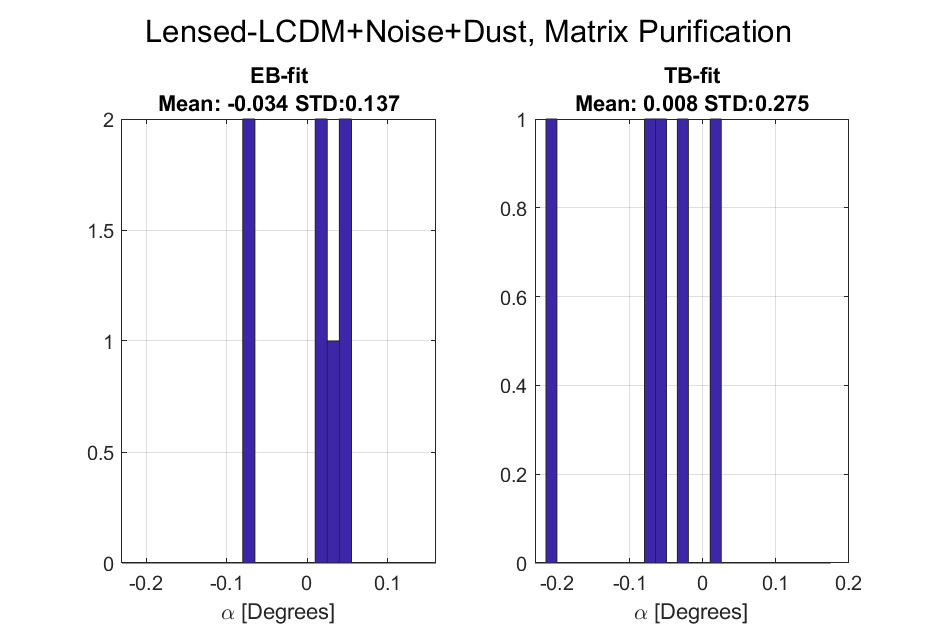 Lensed-LCDM+Noise+Dust, Matrix Purification
EB-fit
Mean: -0.034 STD:0.137
2
1.5
1
0.5
0
-0.2 -0.1 0 0.1
α [Degrees]
TB-fit
Mean: 0.008 STD:0.275
1
0.8
0.6
0.4
0.2
0
-0.2 -0.1 0 0.1 0.2
α [Degrees]